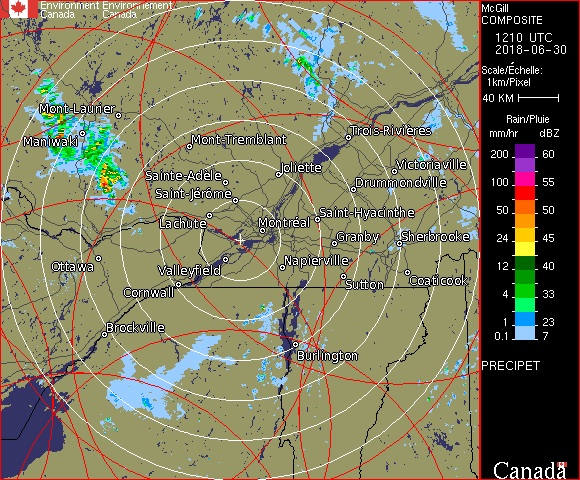 Environment Environnement
Canada Canada
McGill
COMPOSITE
1210 UTC
2018-06-30
Scale/Échelle:
1km/Pixel
40 KM
Rain/Pluie
mm/hr dBZ
200 60
150 57
100 55
50 50
24 45
12 40
4 33
1 23
0.1 7
PRECIPET
Canada
Mont-Laurier
Maniwaki
Mont-Tremblant
Trois-Rivières
Sainte-Adèle
Joliette
Victoriaville
Saint-Jérôme
Drummondville
Lachute
Montréal
Saint-Hyacinthe
Granby
Sherbrooke
Ottawa
Valleyfield
Napierville
Cornwall
Sutton
Coaticook
Brockville
Burlington